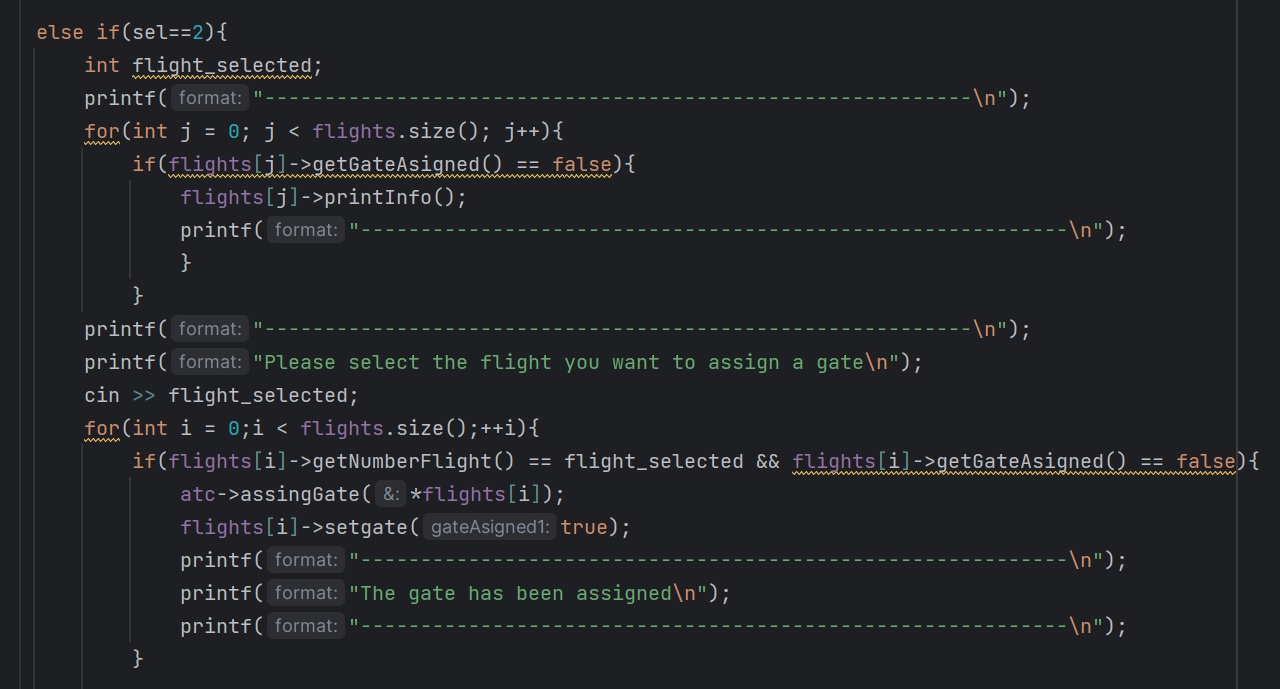 else if(sel==2){
int flight_selected;
printf( format: "-----------------------------------------------------------\n");
for(int j = 0; j < flights.size(); j++){
if(flights[j]->getGateAsigned() == false){
flights[j]->printInfo();
printf( format: "-----------------------------------------------------------\n");
}
}
printf( format: "-----------------------------------------------------------\n");
printf( format: "Please select the flight you want to assign a gate\n");
cin >> flight_selected;
for(int i = 0;i < flights.size();++i){
if(flights[i]->getNumberFlight() == flight_selected && flights[i]->getGateAsigned() == false){
atc->assingGate( &: *flights[i]);
flights[i]->setgate( gateAsigned1: true);
printf( format: "-----------------------------------------------------------\n");
printf( format: "The gate has been assigned\n");
printf( format: "-----------------------------------------------------------\n");
}